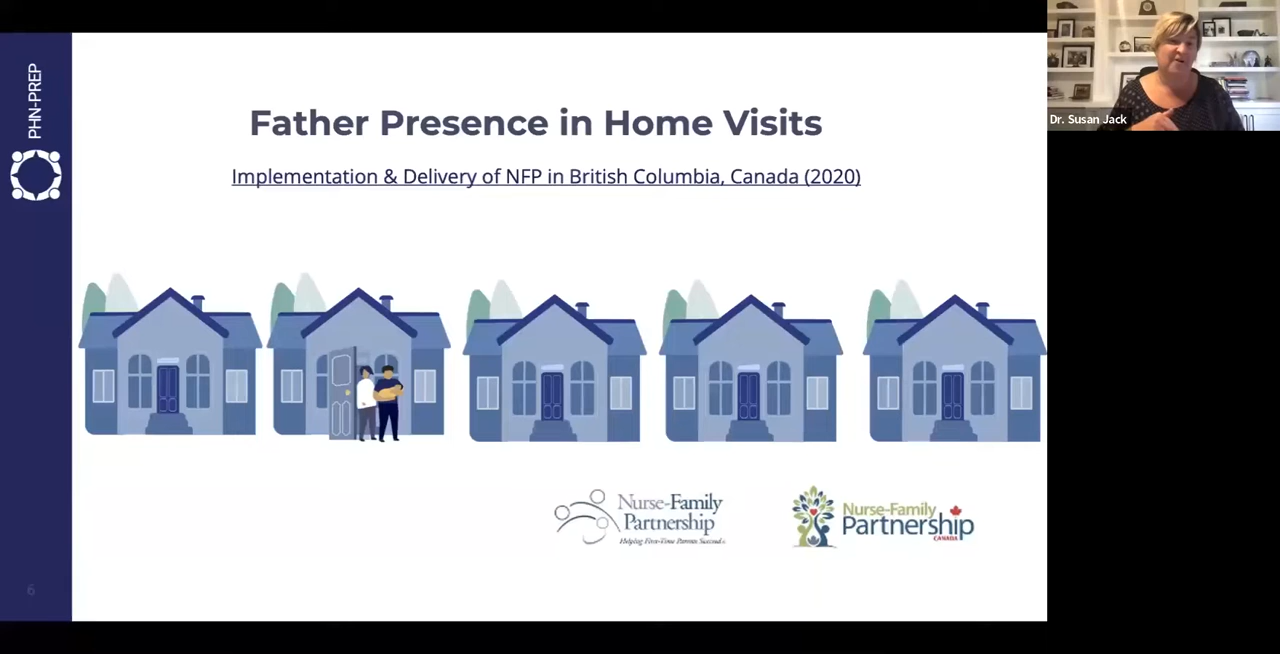 PHN-PREP
Father Presence in Home Visits
Implementation & Delivery of NFP in British Columbia, Canada (2020)
Nurse-Family
Partnership
Helping First-Time Parents Succeed
Nurse-Family
Partnership
CANADA
6
Dr. Susan Jack